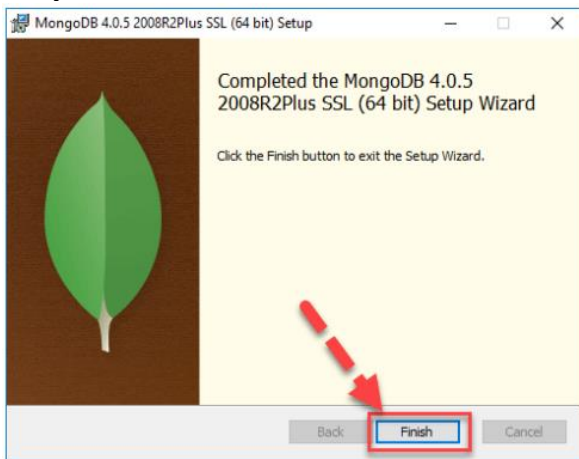 MongoDB 4.0.5 2008R2Plus SSL (64 bit) Setup
Completed the MongoDB 4.0.5
2008R2Plus SSL (64 bit) Setup Wizard
Click the Finish button to exit the Setup Wizard.
Back Finish Cancel